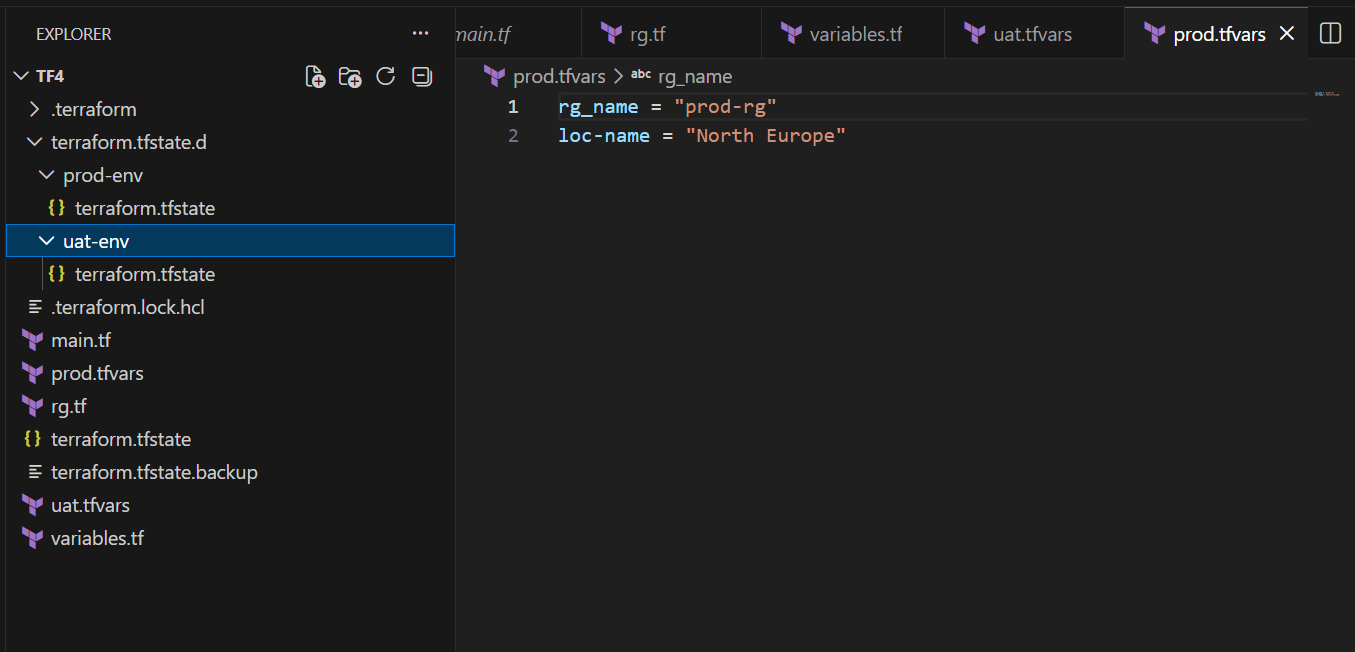 EXPLORER
TF4
.terraform
terraform.tfstate.d
prod-env
{} terraform.tfstate
uat-env
{} terraform.tfstate
.terraform.lock.hcl
main.tf
prod.tfvars
rg.tf
{} terraform.tfstate
terraform.tfstate.backup
uat.tfvars
variables.tf
main.tf rg.tf variables.tf uat.tfvars prod.tfvars
prod.tfvars > abc rg_name
1 rg_name = "prod-rg"
2 loc-name = "North Europe"